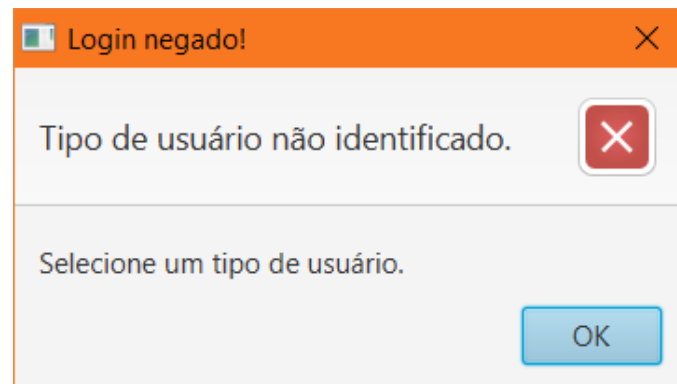 Login negado!
Tipo de usuário não identificado.
Selecione um tipo de usuário.
OK